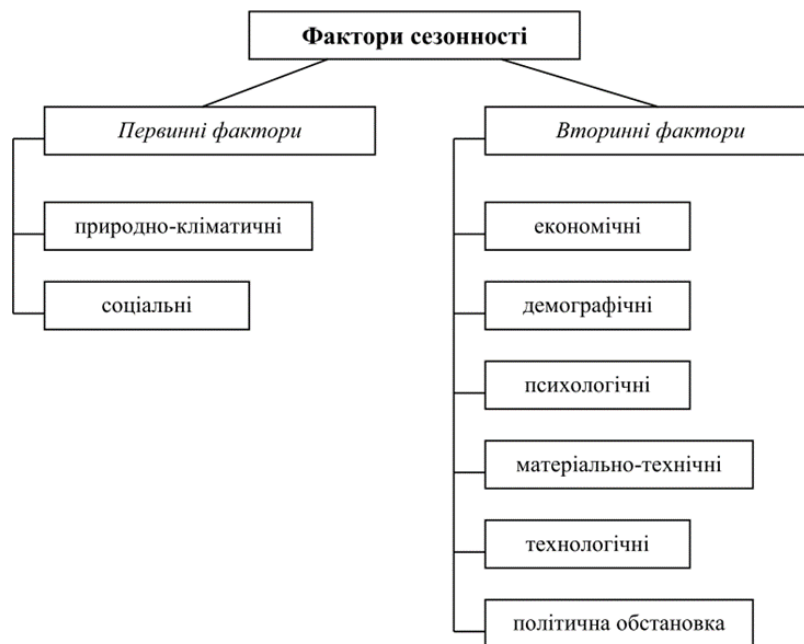 Фактори сезонності
Первинні фактори
природно-кліматичні
соціальні
Вторинні фактори
економічні
демографічні
психологічні
матеріально-технічні
технологічні
політична обстановка